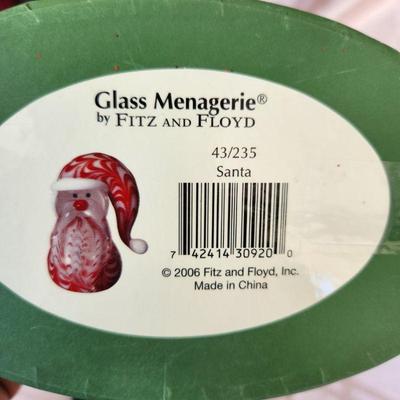 Glass Menagerie®
by FITZ AND FLOYD
43/235
Santa
7 42414 30920 0
© 2006 Fitz and Floyd, Inc.
Made in China